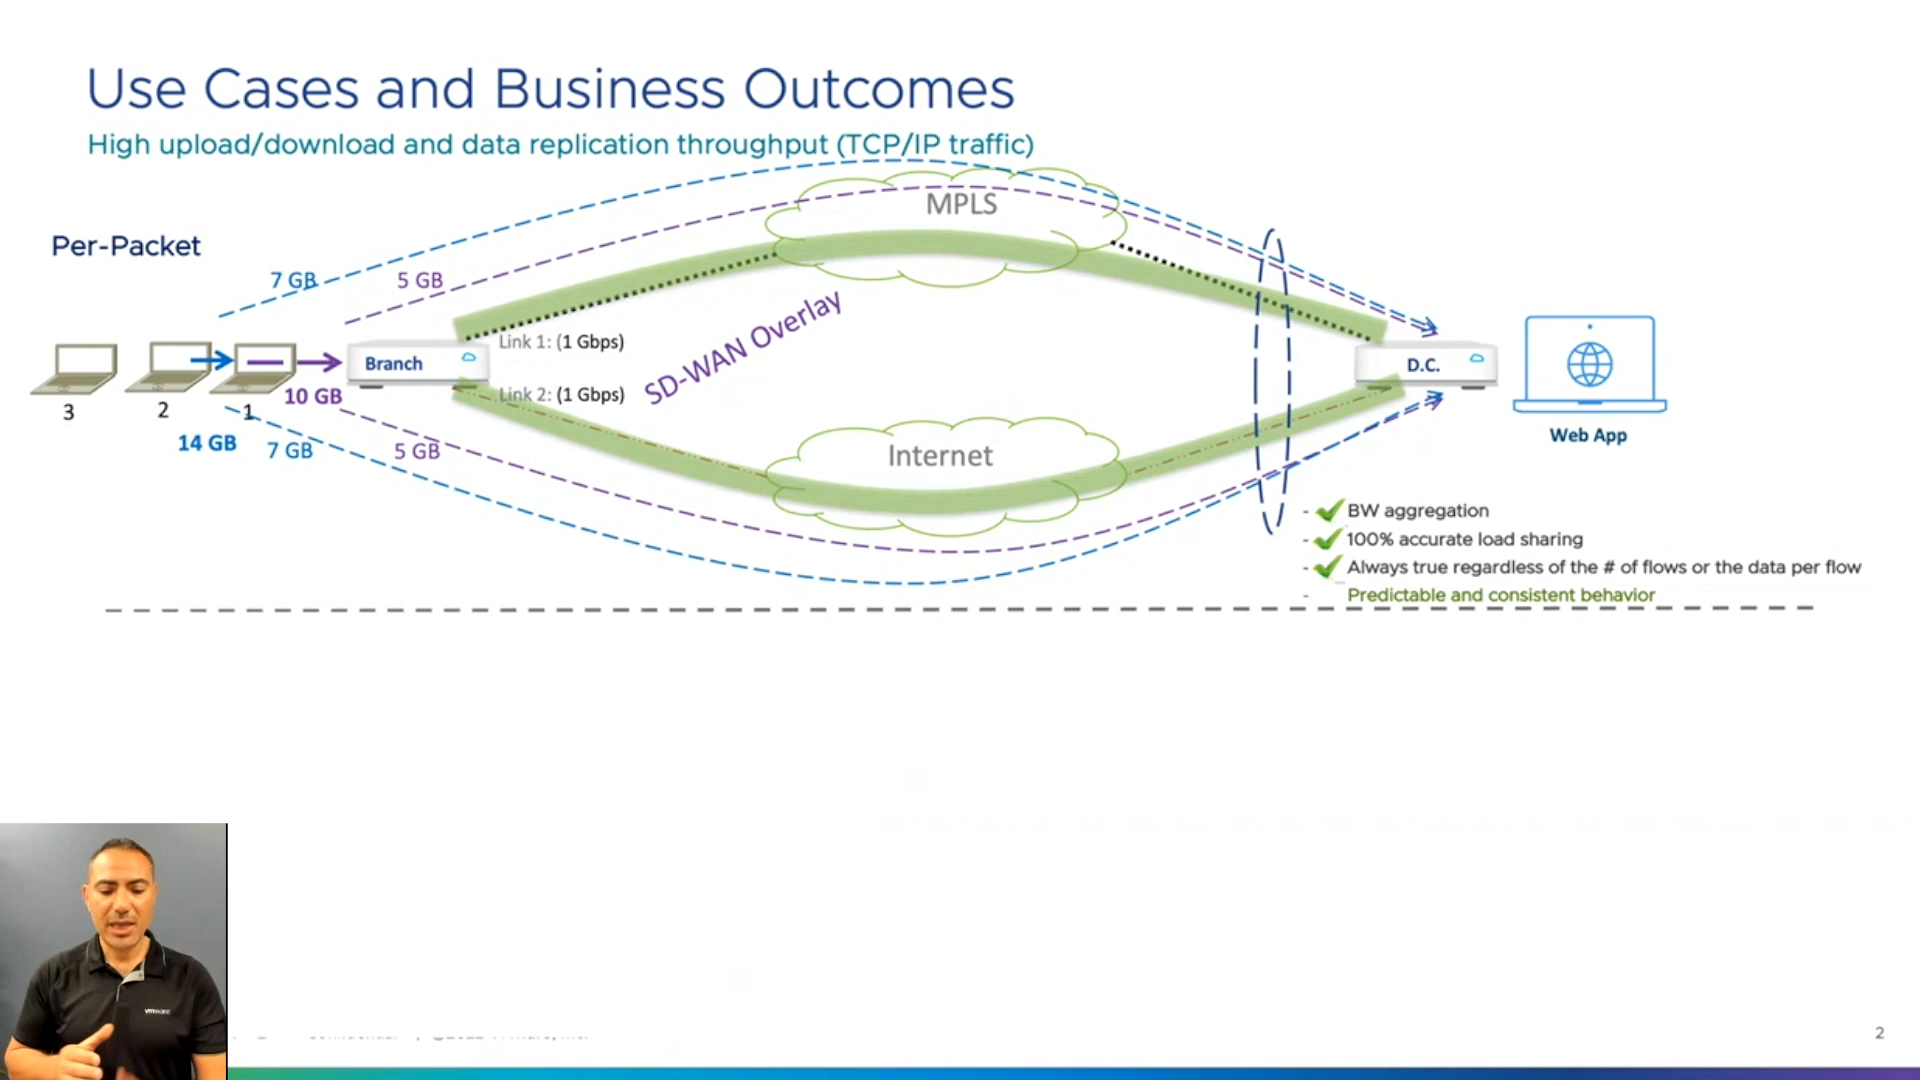 Use Cases and Business Outcomes
High upload/download and data replication throughput (TCP/IP traffic)
MPLS
Per-Packet
7 GB
5 GB
SD-WAN Overlay
Link 1: (1 Gbps)
Branch
D.C.
Link 2: (1 Gbps)
10 GB
3
2
1
14 GB
7 GB
5 GB
Internet
Web App
- BW aggregation
- 100% accurate load sharing
- Always true regardless of the # of flows or the data per flow
- Predictable and consistent behavior
vmware
2